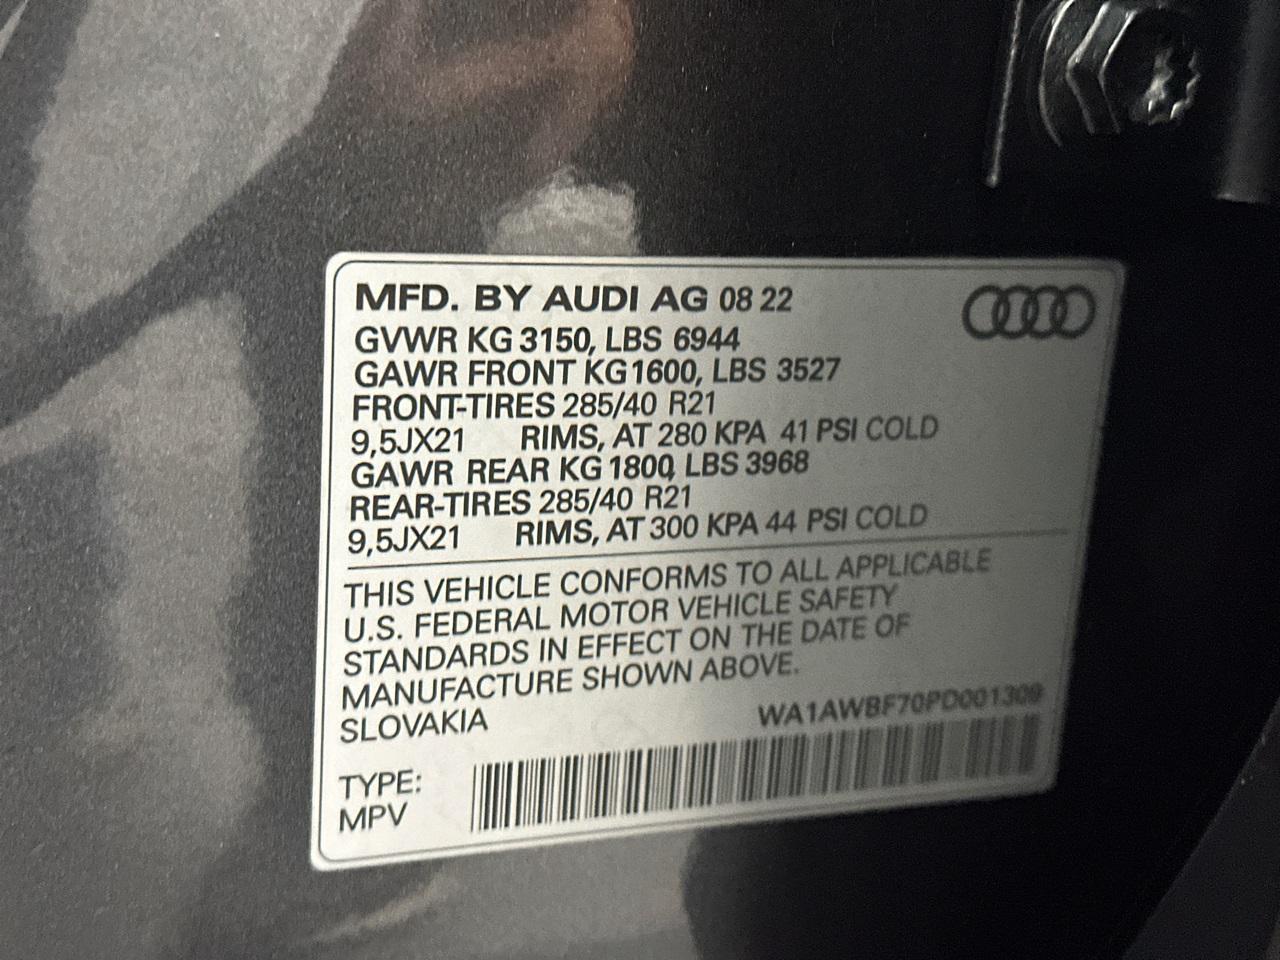 MFD. BY AUDI AG 08 22
GVWR KG 3150, LBS 6944
GAWR FRONT KG 1600, LBS 3527
FRONT-TIRES 285/40 R21
9,5JX21 RIMS, AT 280 KPA 41 PSI COLD
GAWR REAR KG 1800, LBS 3968
REAR-TIRES 285/40 R21
9,5JX21 RIMS, AT 300 KPA 44 PSI COLD
THIS VEHICLE CONFORMS TO ALL APPLICABLE
U.S. FEDERAL MOTOR VEHICLE SAFETY
STANDARDS IN EFFECT ON THE DATE OF
MANUFACTURE SHOWN ABOVE.
SLOVAKIA WA1AWBF70PD001309
TYPE:
MPV